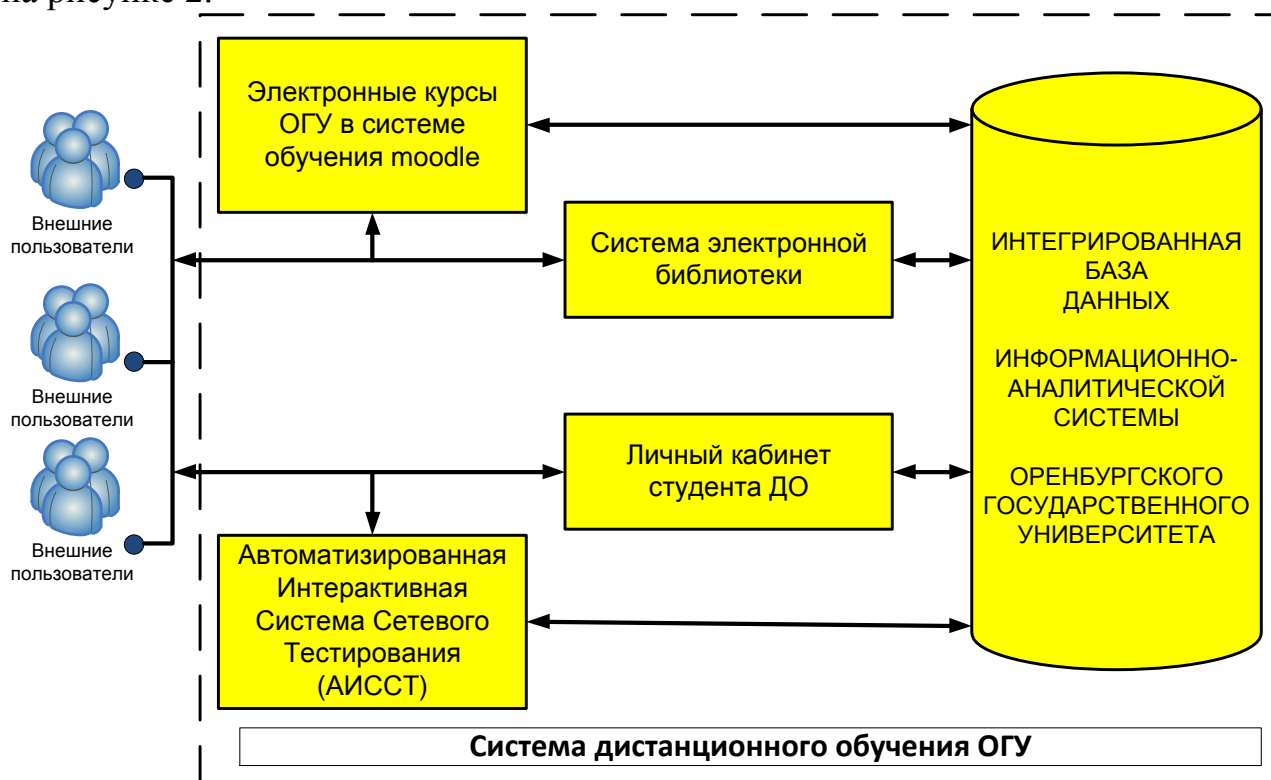 на рисунке 2.
Электронные курсы
ОГУ в системе
обучения moodle
Внешние
пользователи
Система электронной
библиотеки
ИНТЕГРИРОВАННАЯ
БАЗА
ДАННЫХ
ИНФОРМАЦИОННО-
АНАЛИТИЧЕСКОЙ
СИСТЕМЫ
ОРЕНБУРГСКОГО
ГОСУДАРСТВЕННОГО
УНИВЕРСИТЕТА
Внешние
пользователи
Личный кабинет
студента ДО
Внешние
пользователи
Автоматизированная
Интерактивная
Система Сетевого
Тестирования
(АИССТ)
Система дистанционного обучения ОГУ